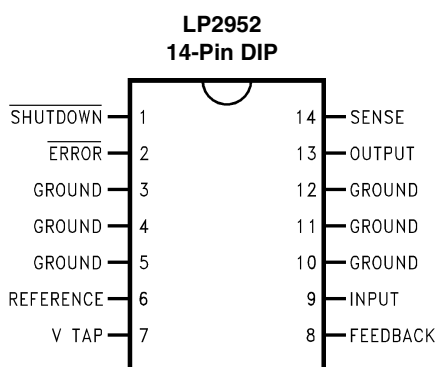 LP2952
14-Pin DIP
SHUTDOWN 1 14 SENSE
ERROR 2 13 OUTPUT
GROUND 3 12 GROUND
GROUND 4 11 GROUND
GROUND 5 10 GROUND
REFERENCE 6 9 INPUT
V TAP 7 8 FEEDBACK